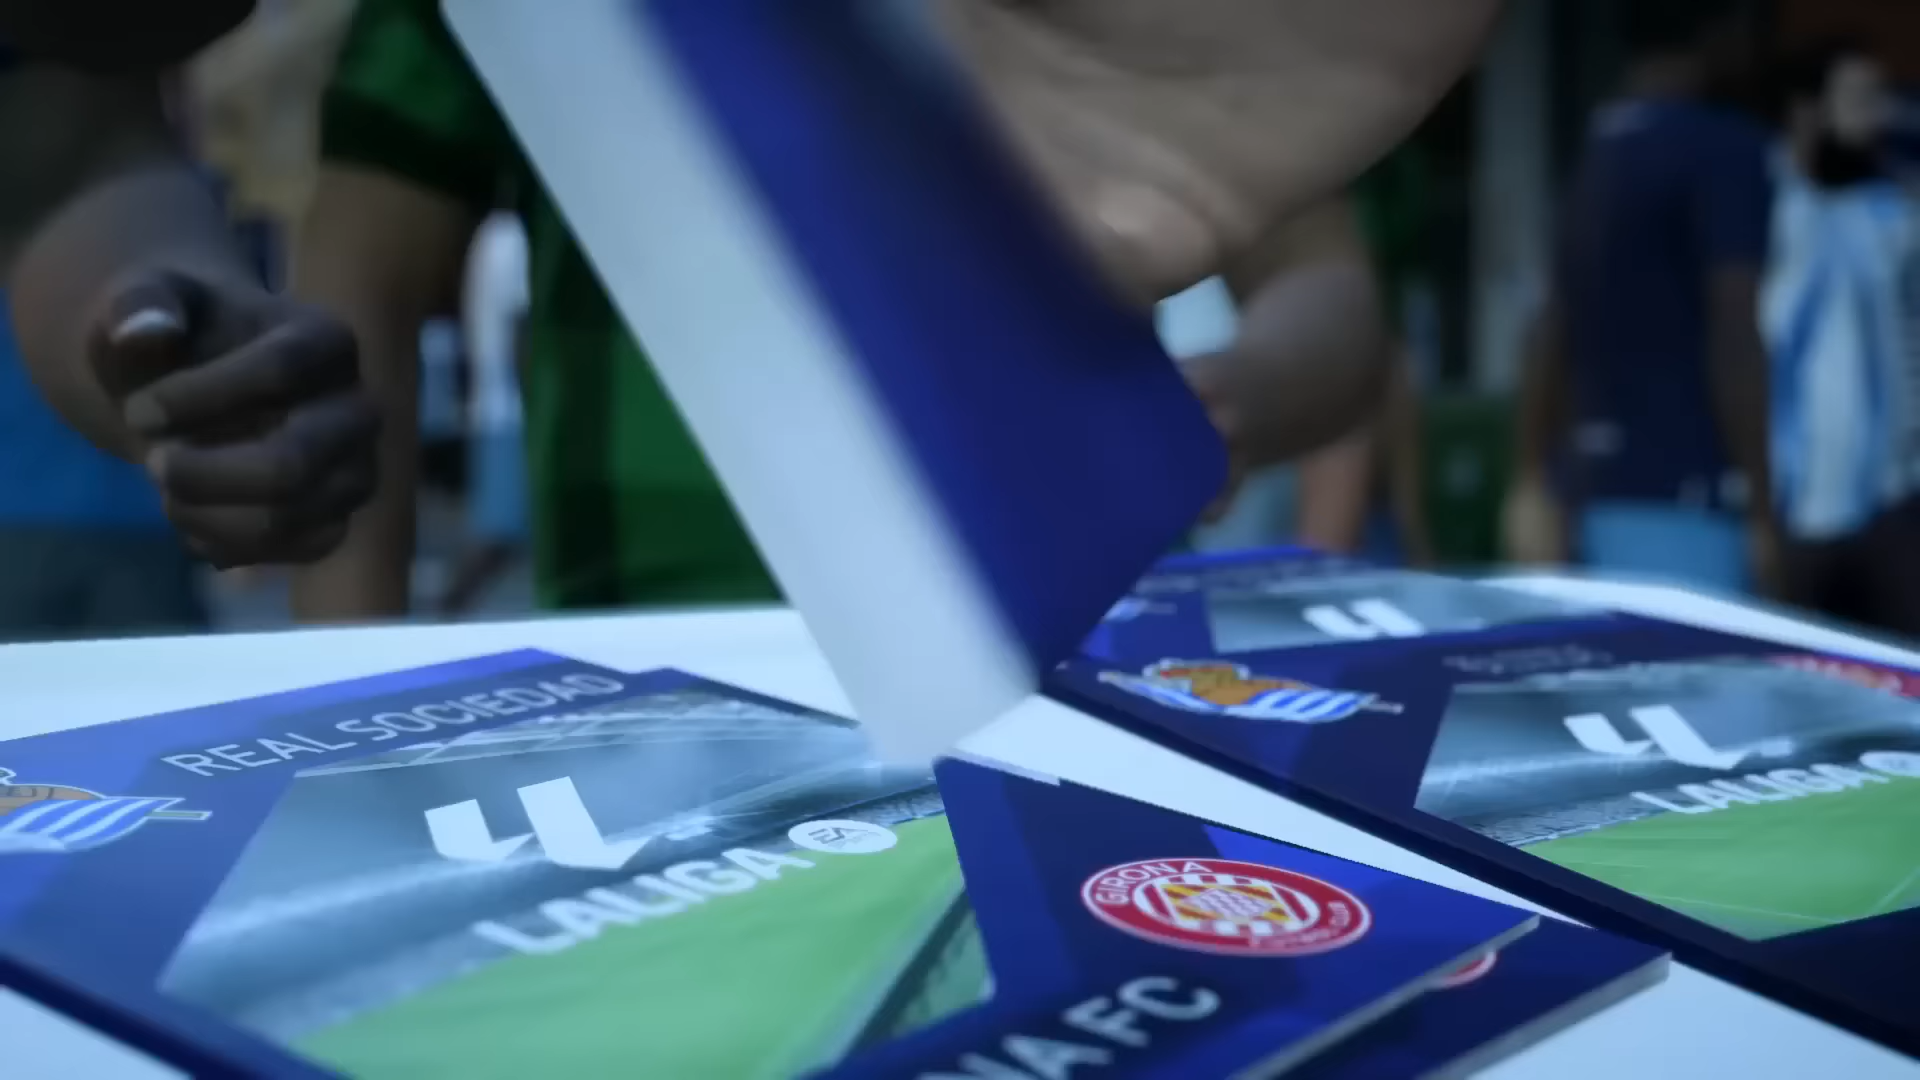 REAL SOCIEDAD
LALIGA
EA
LALIGA
GIRONA
NA FC